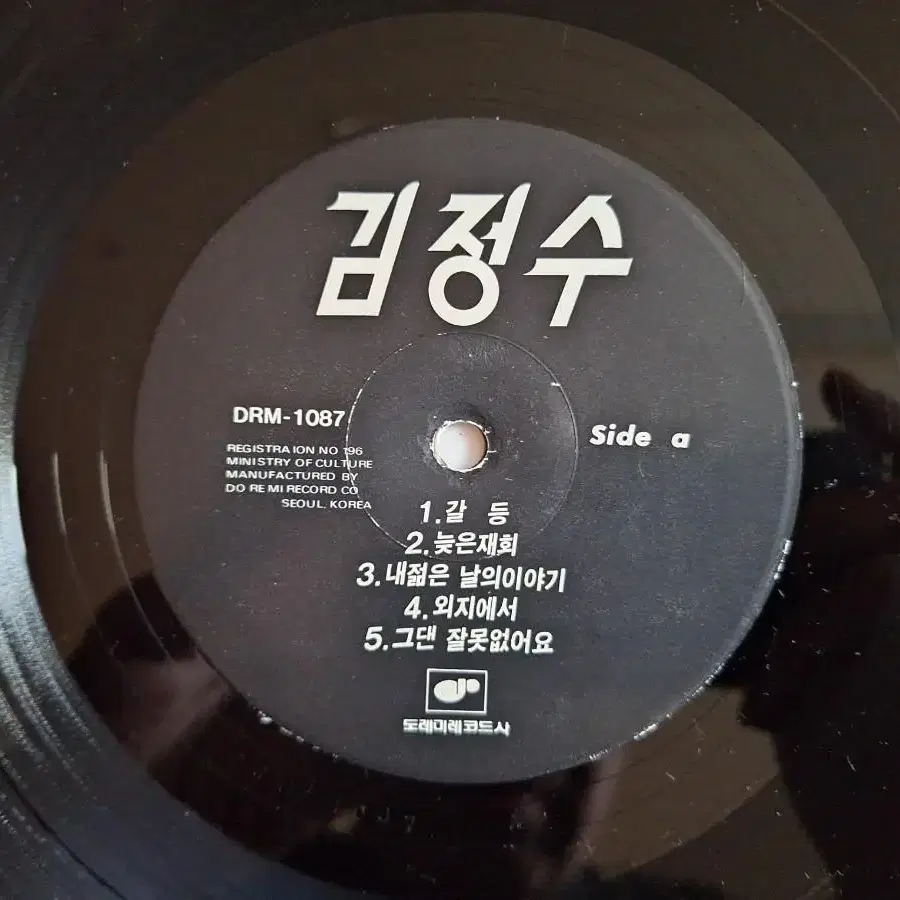 김정수
DRM-1087
Side a
REGISTRAION NO 196
MINISTRY OF CULTURE
MANUFACTURED BY
DO RE MI RECORD CO
SEOUL, KOREA
1. 갈 등
2. 늦은재회
3. 내젊은 날의이야기
4. 외지에서
5. 그댄 잘못없어요
도레미레코드사